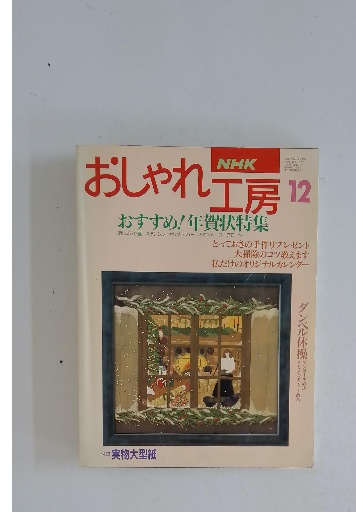 NHK
おしゃれ工房
12
おすすめ!年賀状特集
とっておきの手作りプレゼント
大掃除のコツ教えます
私だけのオリジナルカレンダー
ダンベル体操
実物大型紙